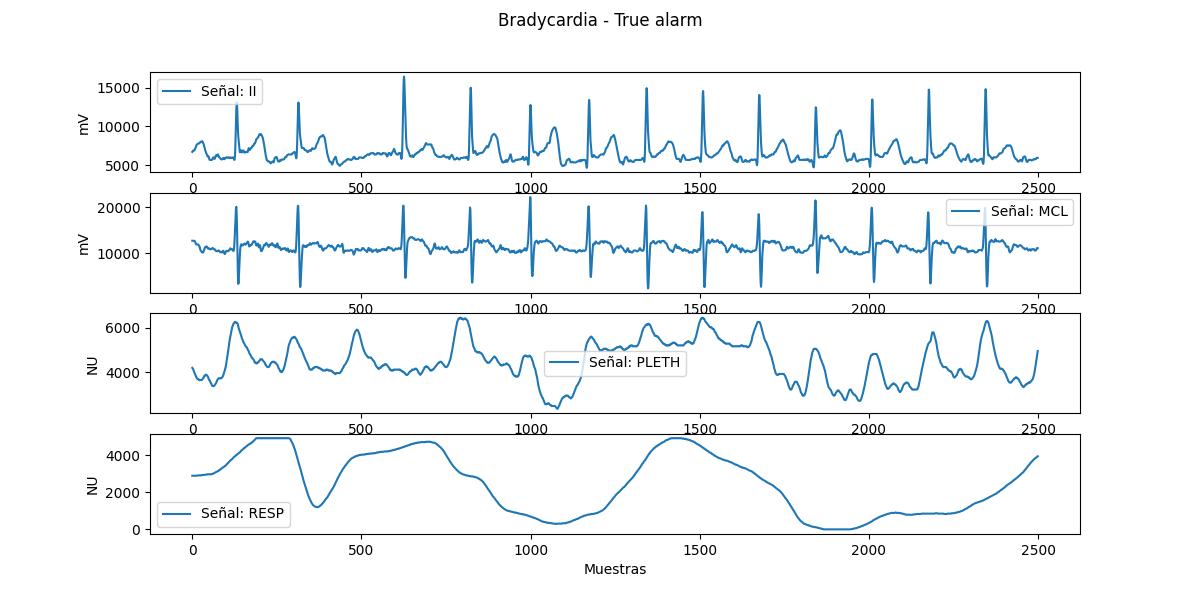 Bradycardia - True alarm
15000
10000
5000
mV
Señal: II
0 500 1000 1500 2000 2500
20000
10000
mV
Señal: MCL
0 500 1000 1500 2000 2500
6000
4000
NU
Señal: PLETH
0 500 1000 1500 2000 2500
4000
2000
0
NU
Señal: RESP
0 500 1000 1500 2000 2500
Muestras